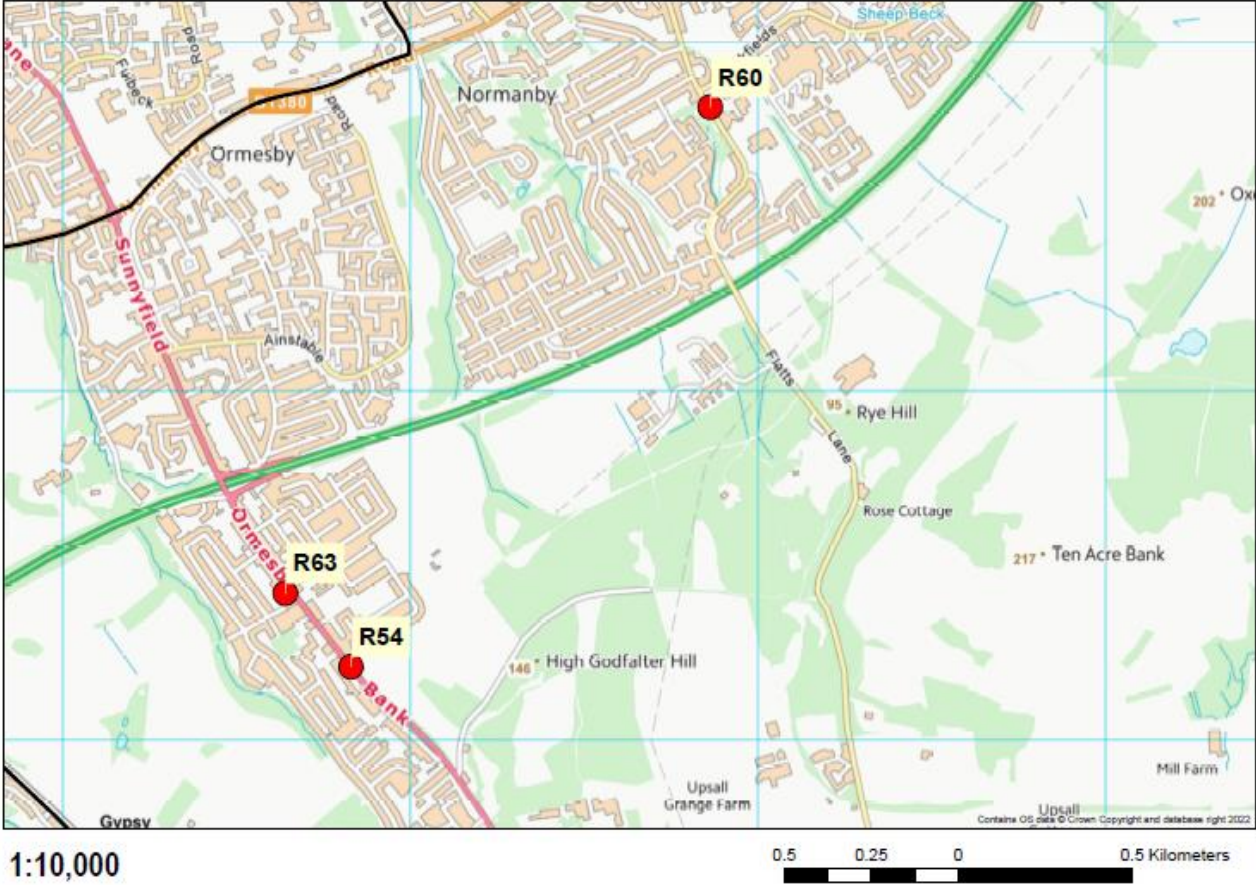 Sheep Beck
ane
Road
Fulbeck
R60
Normanby
Road
Ormesby
202
Sunnyfield
Ainstable
Flatts
95
Rye Hill
Lane
Rose Cottage
Ormesby
R63
217
Ten Acre Bank
R54
146
High Godfalter Hill
Bank
Mill Farm
Upsall
Grange Farm
Upsall
Gypsy
Contains OS data © Crown Copyright and database right 2022
1:10,000
0.5 0.25 0 0.5 Kilometers